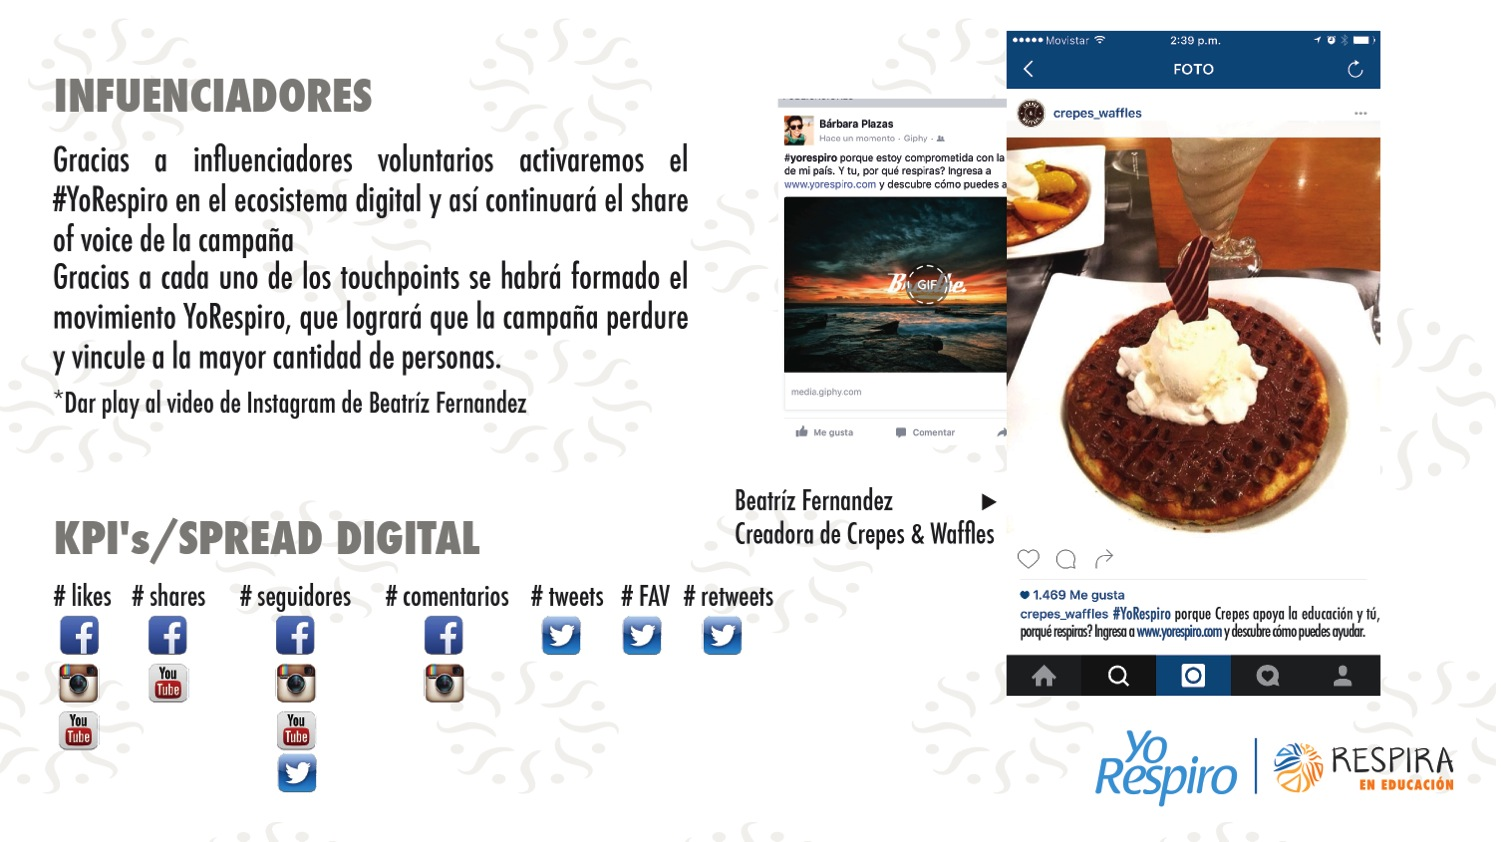 INFUENCIADORES
Gracias a influenciadores voluntarios activaremos el
#YoRespiro en el ecosistema digital y así continuará el share
of voice de la campaña
Gracias a cada uno de los touchpoints se habrá formado el
movimiento YoRespiro, que logrará que la campaña perdure
y vincule a la mayor cantidad de personas.
*Dar play al video de Instagram de Beatríz Fernandez
KPI's/SPREAD DIGITAL
# likes # shares # seguidores # comentarios # tweets # FAV # retweets
You Tube
You Tube
You Tube
Bárbara Plazas
Hace un momento · Giphy ·
#yorespiro porque estoy comprometida con la
de mi país. Y tu, por qué respiras? Ingresa a
www.yorespiro.com y descubre cómo puedes a
GIF
media.giphy.com
Me gusta Comentar
Beatríz Fernandez
Creadora de Crepes & Waffles
Movistar 2:39 p.m.
FOTO
crepes_waffles
1.469 Me gusta
crepes_waffles #YoRespiro porque Crepes apoya la educación y tú,
porqué respiras? Ingresa a www.yorespiro.com y descubre cómo puedes ayudar.
Yo
Respiro
RESPIRA
EN EDUCACIÓN